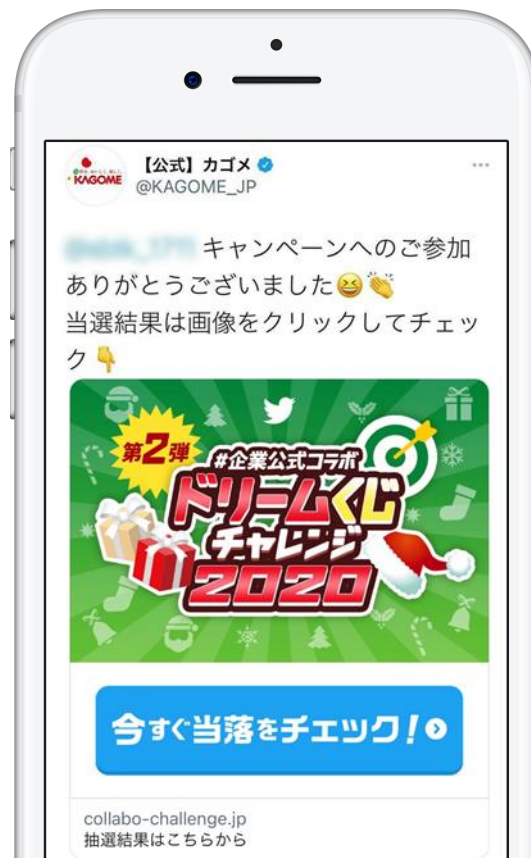 KAGOME
【公式】カゴメ
@KAGOME_JP
キャンペーンへのご参加
ありがとうございました😆👏
当選結果は画像をクリックしてチェッ
ク👇
第2弾
#企業公式コラボ
ドリームくじ
チャレンジ
2020
今すぐ当落をチェック!
collabo-challenge.jp
抽選結果はこちらから